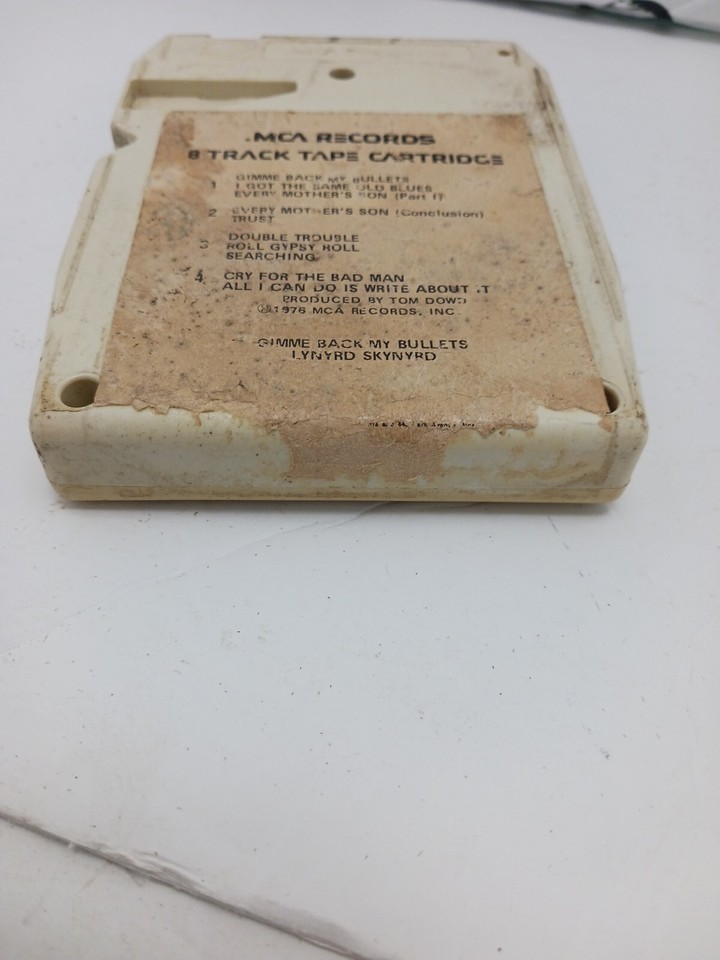 MCA RECORDS
8 TRACK TAPE CARTRIDGE
GIMME BACK MY BULLETS
1 I GOT THE SAME OLD BLUES
EVERY MOTHER'S SON (Part I)
2 EVERY MOTHER'S SON (Conclusion)
TRUST
DOUBLE TROUBLE
3 ROLL GYPSY ROLL
SEARCHING
4 CRY FOR THE BAD MAN
ALL I CAN DO IS WRITE ABOUT IT
PRODUCED BY TOM DOWD
Ⓟ1976 MCA RECORDS, INC.
GIMME BACK MY BULLETS
LYNYRD SKYNYRD